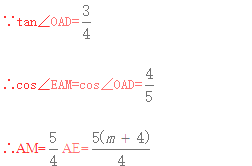 ∵tan∠OAD=3/4
∴cos∠EAM=cos∠OAD=4/5
∴AM=5/4 AE=5(m+4)/4